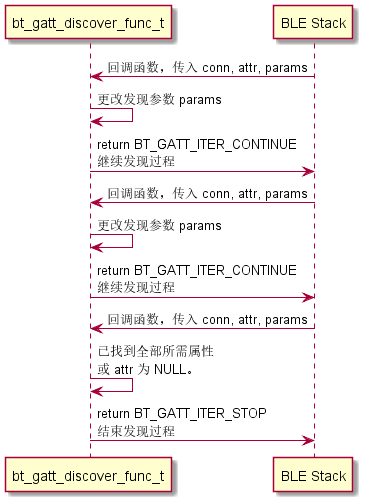 bt_gatt_discover_func_t
BLE Stack
回调函数，传入 conn, attr, params
更改发现参数 params
return BT_GATT_ITER_CONTINUE
继续发现过程
回调函数，传入 conn, attr, params
更改发现参数 params
return BT_GATT_ITER_CONTINUE
继续发现过程
回调函数，传入 conn, attr, params
已找到全部所需属性
或 attr 为 NULL。
return BT_GATT_ITER_STOP
结束发现过程
bt_gatt_discover_func_t
BLE Stack